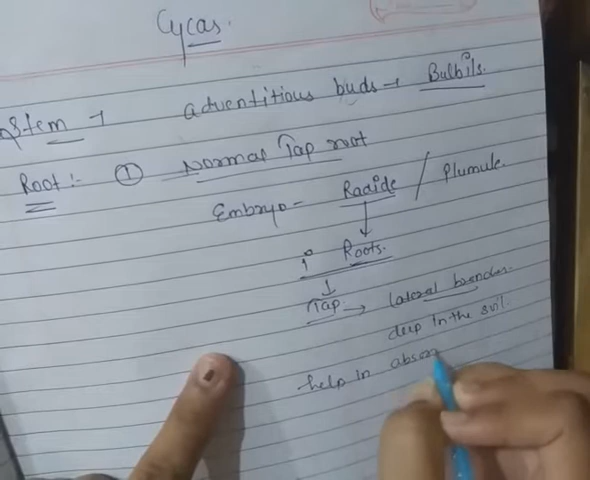 Cycas.
Stem → adventitious buds → Bulbils.
Root :- ① Normal Tap root
Embryo - Radicle / Plumule.
↓
1° Roots.
↓
Tap → lateral branches.
deep in the soil.
help in absor